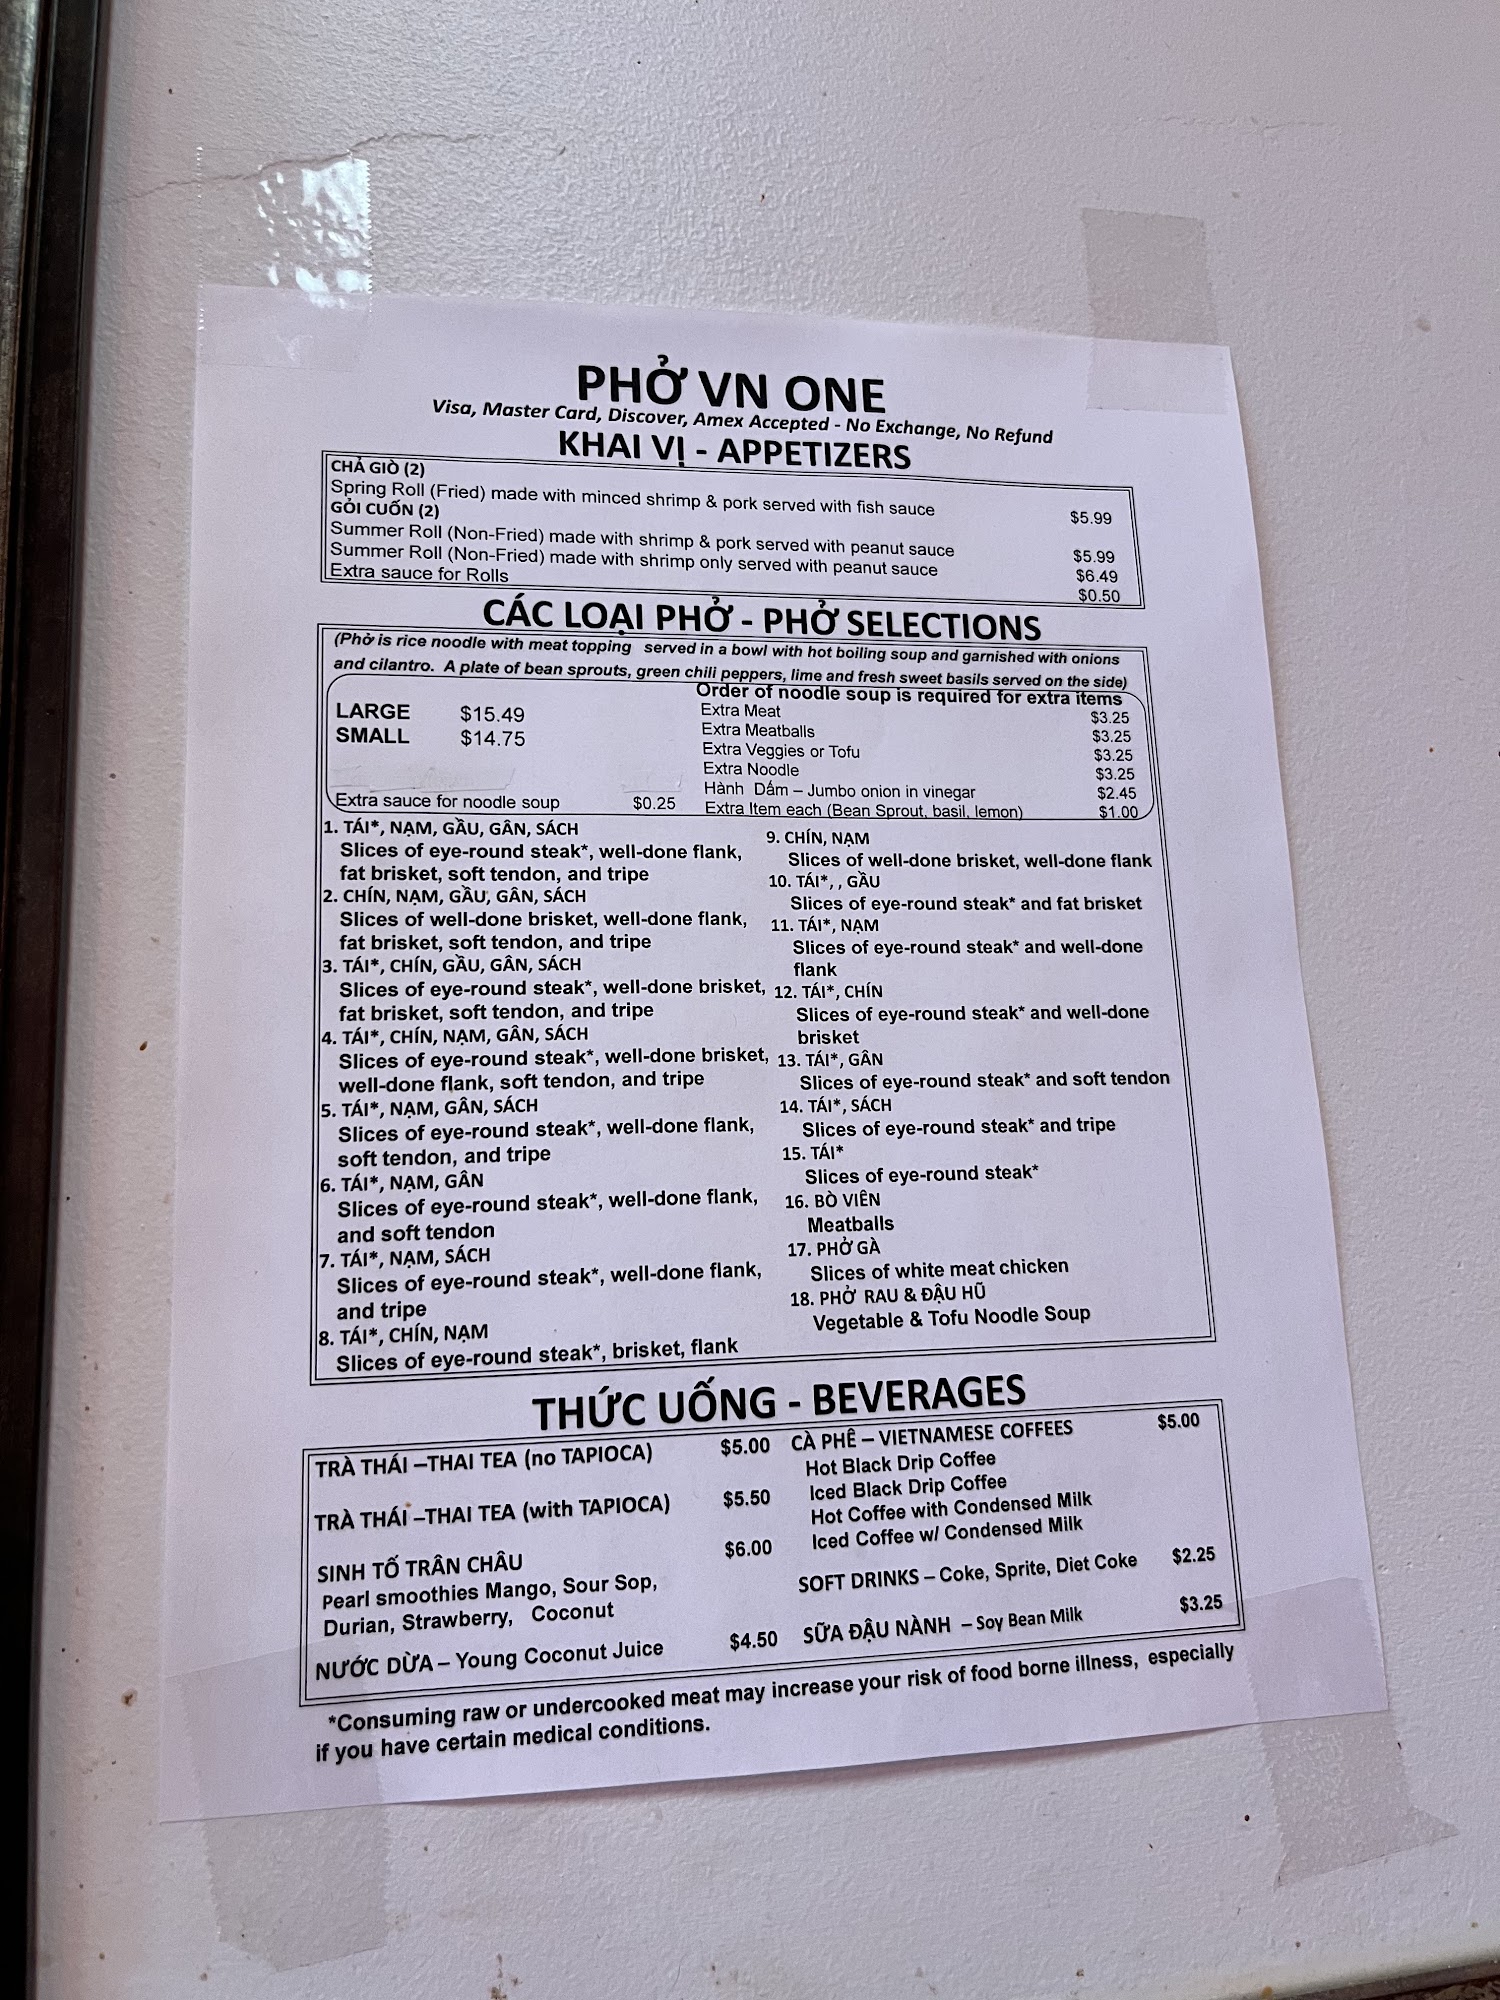 PHỞ VN ONE
Visa, Master Card, Discover, Amex Accepted - No Exchange, No Refund
KHAI VỊ - APPETIZERS
CHẢ GIÒ (2)
Spring Roll (Fried) made with minced shrimp & pork served with fish sauce $5.99
GỎI CUỐN (2)
Summer Roll (Non-Fried) made with shrimp & pork served with peanut sauce $5.99
Summer Roll (Non-Fried) made with shrimp only served with peanut sauce $6.49
Extra sauce for Rolls $0.50
CÁC LOẠI PHỞ - PHỞ SELECTIONS
(Phở is rice noodle with meat topping served in a bowl with hot boiling soup and garnished with onions
and cilantro. A plate of bean sprouts, green chili peppers, lime and fresh sweet basils served on the side)
LARGE $15.49
SMALL $14.75
Extra sauce for noodle soup $0.25
Order of noodle soup is required for extra items
Extra Meat $3.25
Extra Meatballs $3.25
Extra Veggies or Tofu $3.25
Extra Noodle $3.25
Hành Dấm – Jumbo onion in vinegar $2.45
Extra Item each (Bean Sprout, basil, lemon) $1.00
1. TÁI*, NẠM, GẦU, GÂN, SÁCH
Slices of eye-round steak*, well-done flank,
fat brisket, soft tendon, and tripe
2. CHÍN, NẠM, GẦU, GÂN, SÁCH
Slices of well-done brisket, well-done flank,
fat brisket, soft tendon, and tripe
3. TÁI*, CHÍN, GẦU, GÂN, SÁCH
Slices of eye-round steak*, well-done brisket,
fat brisket, soft tendon, and tripe
4. TÁI*, CHÍN, NẠM, GÂN, SÁCH
Slices of eye-round steak*, well-done brisket,
well-done flank, soft tendon, and tripe
5. TÁI*, NẠM, GÂN, SÁCH
Slices of eye-round steak*, well-done flank,
soft tendon, and tripe
6. TÁI*, NẠM, GÂN
Slices of eye-round steak*, well-done flank,
and soft tendon
7. TÁI*, NẠM, SÁCH
Slices of eye-round steak*, well-done flank,
and tripe
8. TÁI*, CHÍN, NẠM
Slices of eye-round steak*, brisket, flank
9. CHÍN, NẠM
Slices of well-done brisket, well-done flank
10. TÁI*, , GẦU
Slices of eye-round steak* and fat brisket
11. TÁI*, NẠM
Slices of eye-round steak* and well-done
flank
12. TÁI*, CHÍN
Slices of eye-round steak* and well-done
brisket
13. TÁI*, GÂN
Slices of eye-round steak* and soft tendon
14. TÁI*, SÁCH
Slices of eye-round steak* and tripe
15. TÁI*
Slices of eye-round steak*
16. BÒ VIÊN
Meatballs
17. PHỞ GÀ
Slices of white meat chicken
18. PHỞ RAU & ĐẬU HŨ
Vegetable & Tofu Noodle Soup
THỨC UỐNG - BEVERAGES
TRÀ THÁI –THAI TEA (no TAPIOCA) $5.00
TRÀ THÁI –THAI TEA (with TAPIOCA) $5.50
SINH TỐ TRÂN CHÂU $6.00
Pearl smoothies Mango, Sour Sop,
Durian, Strawberry, Coconut
NƯỚC DỪA – Young Coconut Juice $4.50
CÀ PHÊ – VIETNAMESE COFFEES $5.00
Hot Black Drip Coffee
Iced Black Drip Coffee
Hot Coffee with Condensed Milk
Iced Coffee w/ Condensed Milk
SOFT DRINKS – Coke, Sprite, Diet Coke $2.25
SỮA ĐẬU NÀNH – Soy Bean Milk $3.25
*Consuming raw or undercooked meat may increase your risk of food borne illness, especially
if you have certain medical conditions.